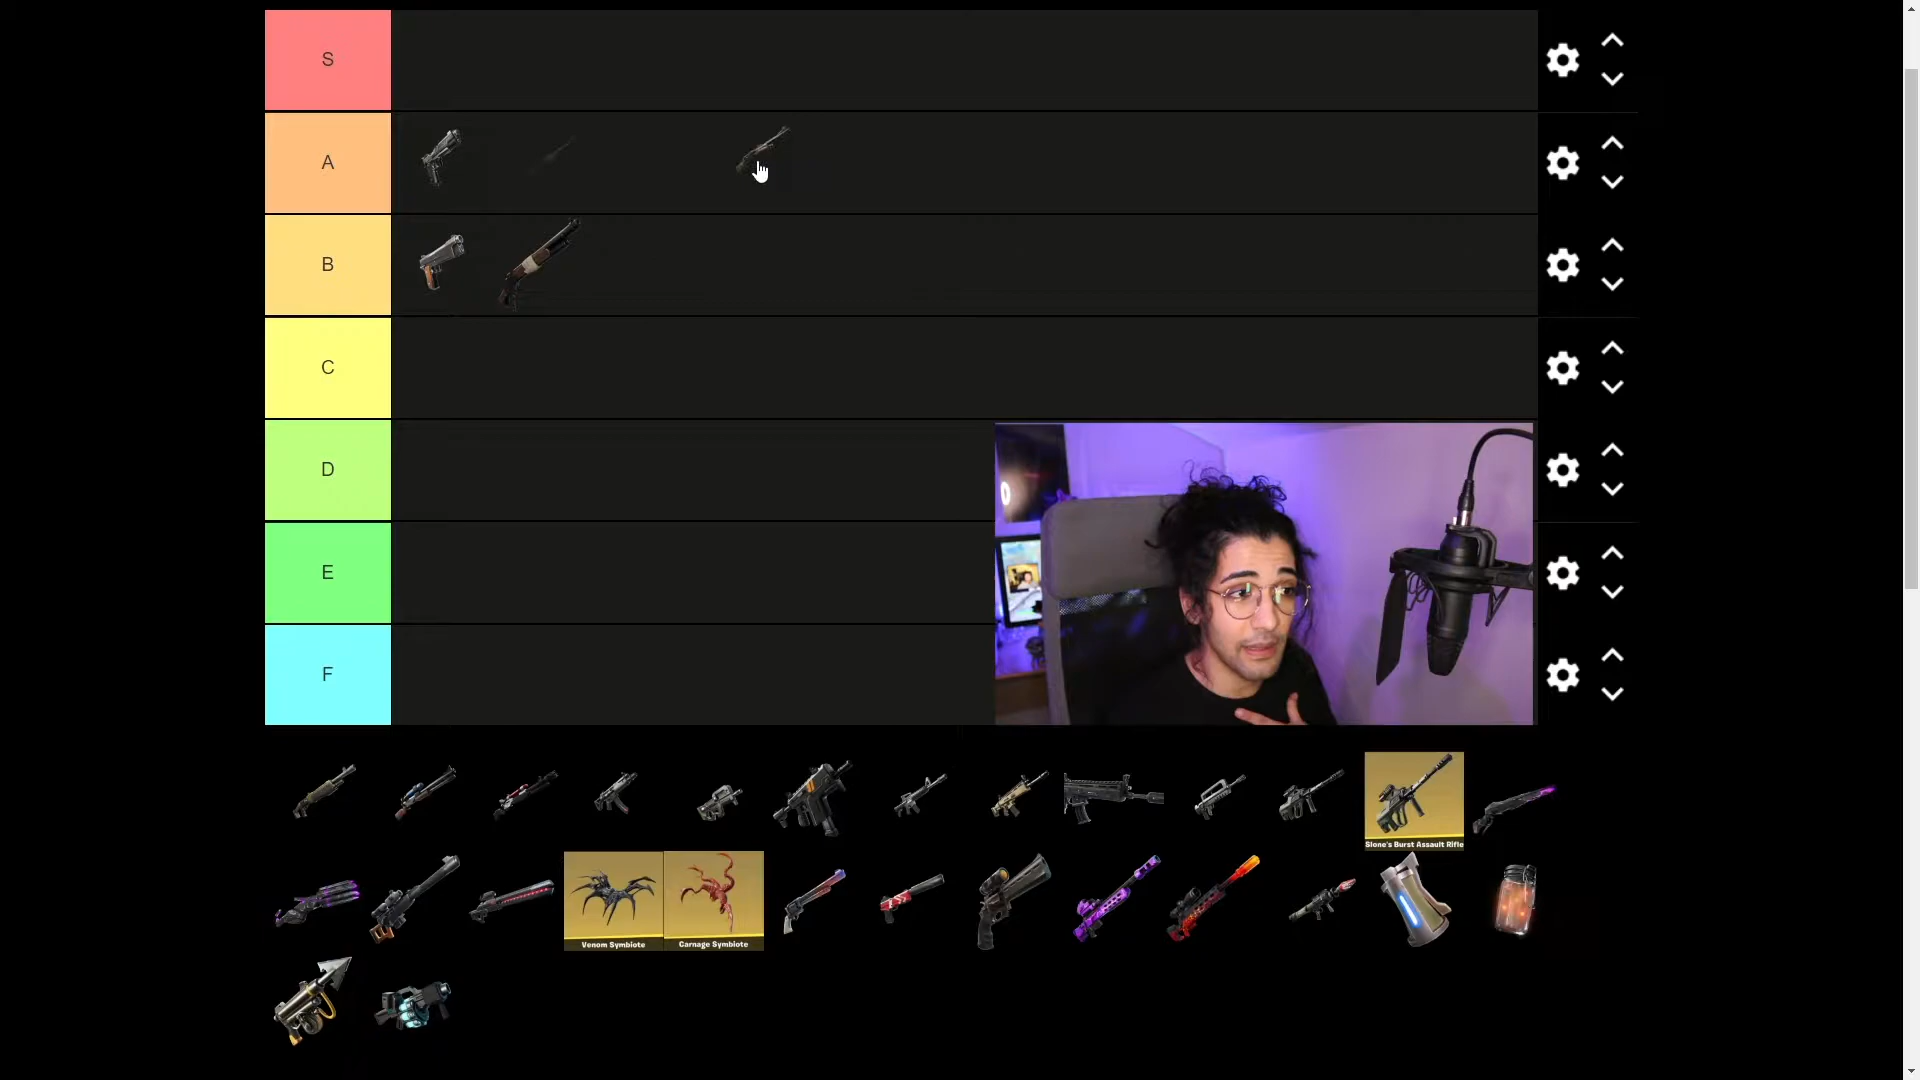 S
A
B
C
D
E
F
Slone's Burst Assault Rifle
Venom Symbiote
Carnage Symbiote